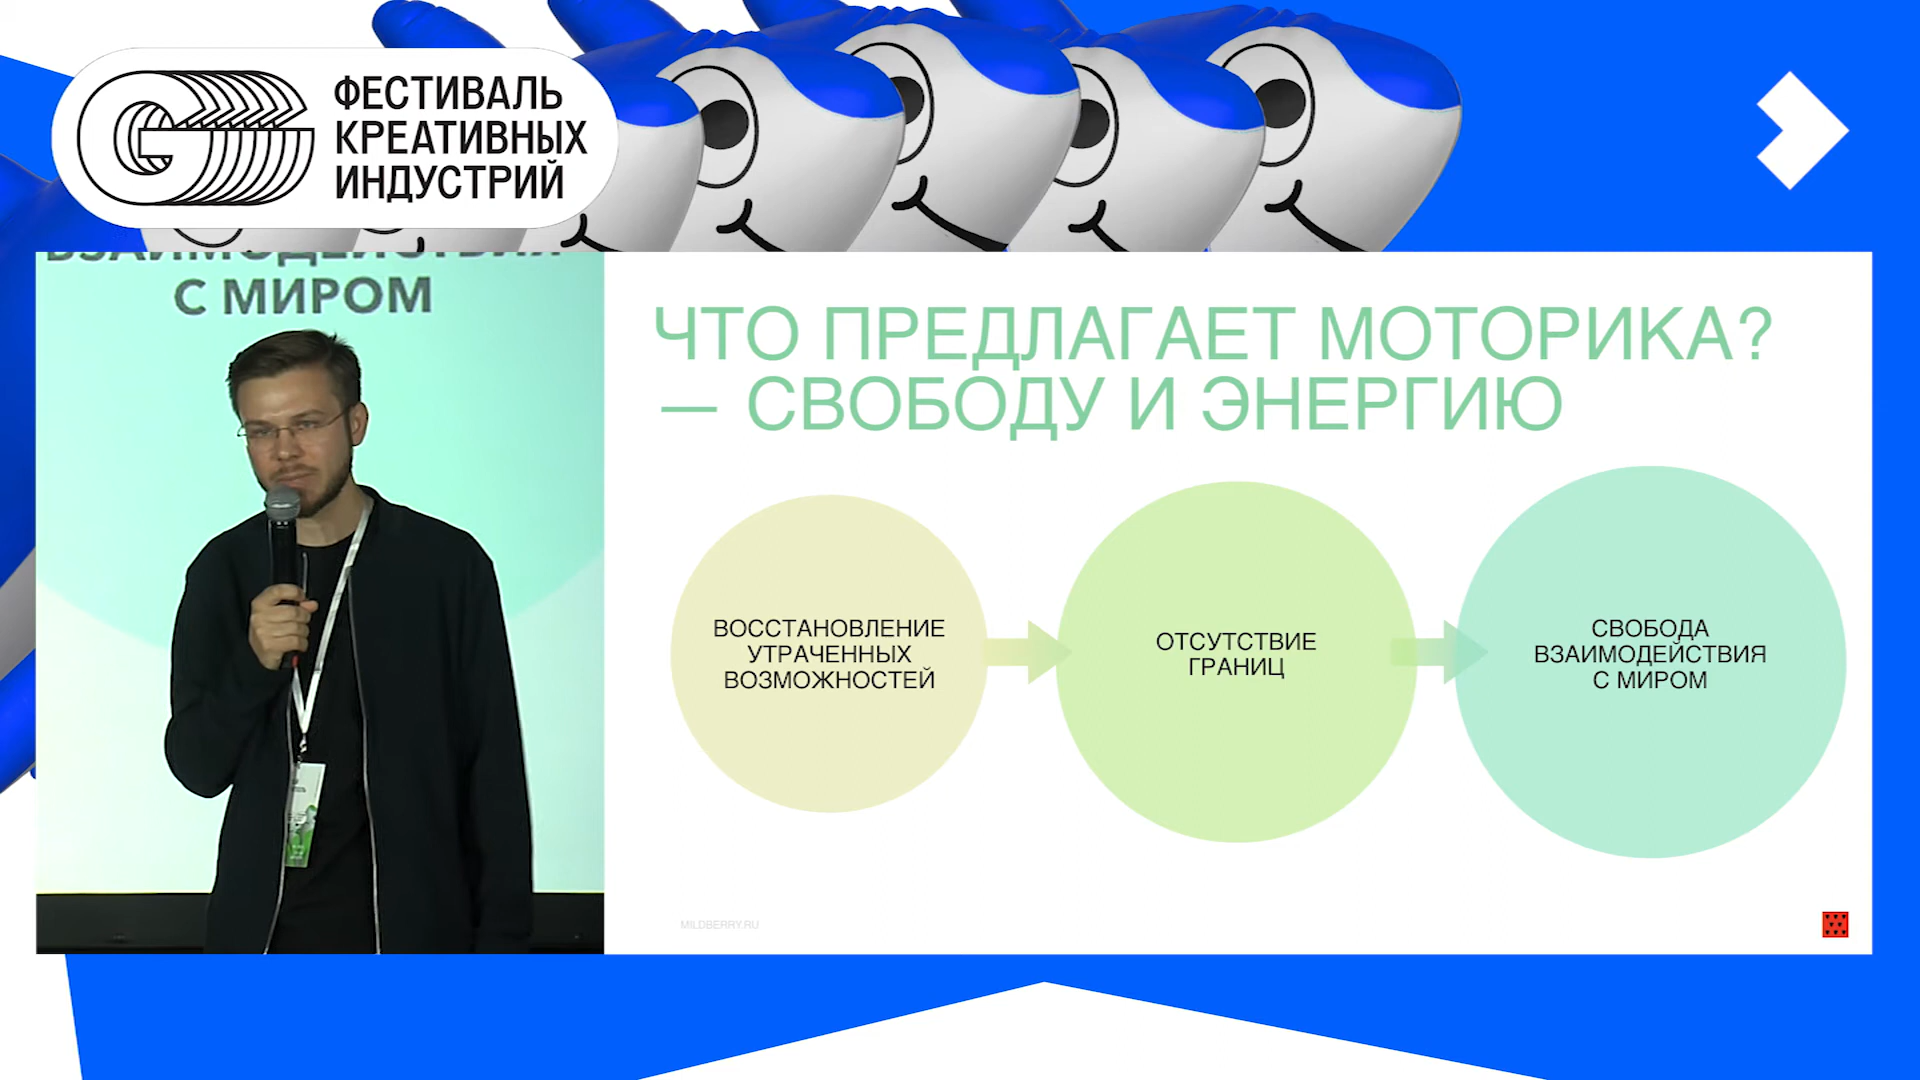 ФЕСТИВАЛЬ
КРЕАТИВНЫХ
ИНДУСТРИЙ
ВЗАИМОДЕЙСТВИЯ
С МИРОМ
ЧТО ПРЕДЛАГАЕТ МОТОРИКА?
— СВОБОДУ И ЭНЕРГИЮ
ВОССТАНОВЛЕНИЕ
УТРАЧЕННЫХ
ВОЗМОЖНОСТЕЙ
ОТСУТСТВИЕ
ГРАНИЦ
СВОБОДА
ВЗАИМОДЕЙСТВИЯ
С МИРОМ
MILDBERRY.RU